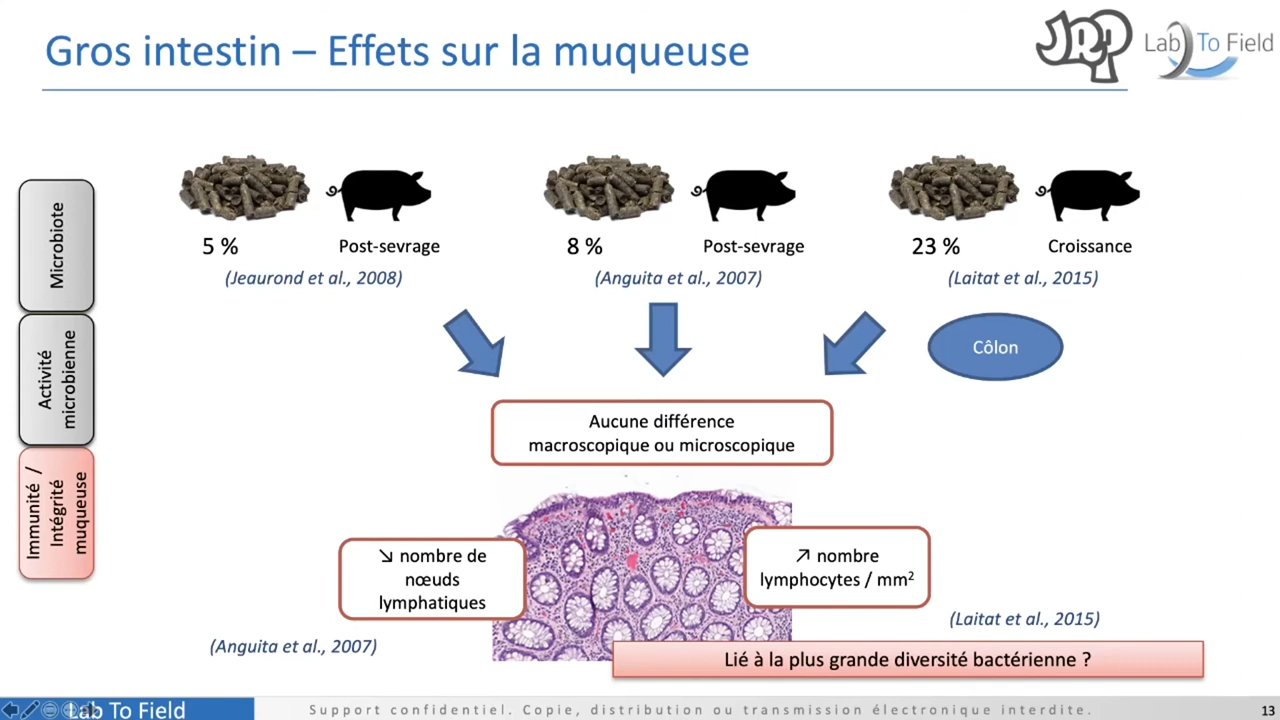 Gros intestin – Effets sur la muqueuse
JRP
Lab To Field
Microbiote
Activité
microbienne
Immunité /
Intégrité
muqueuse
5 %
Post-sevrage
(Jeaurond et al., 2008)
8 %
Post-sevrage
(Anguita et al., 2007)
23 %
Croissance
(Laitat et al., 2015)
Côlon
Aucune différence
macroscopique ou microscopique
↘ nombre de
nœuds
lymphatiques
(Anguita et al., 2007)
↗ nombre
lymphocytes / mm²
(Laitat et al., 2015)
Lié à la plus grande diversité bactérienne ?
Lab To Field
Support confidentiel. Copie, distribution ou transmission électronique interdite.
13